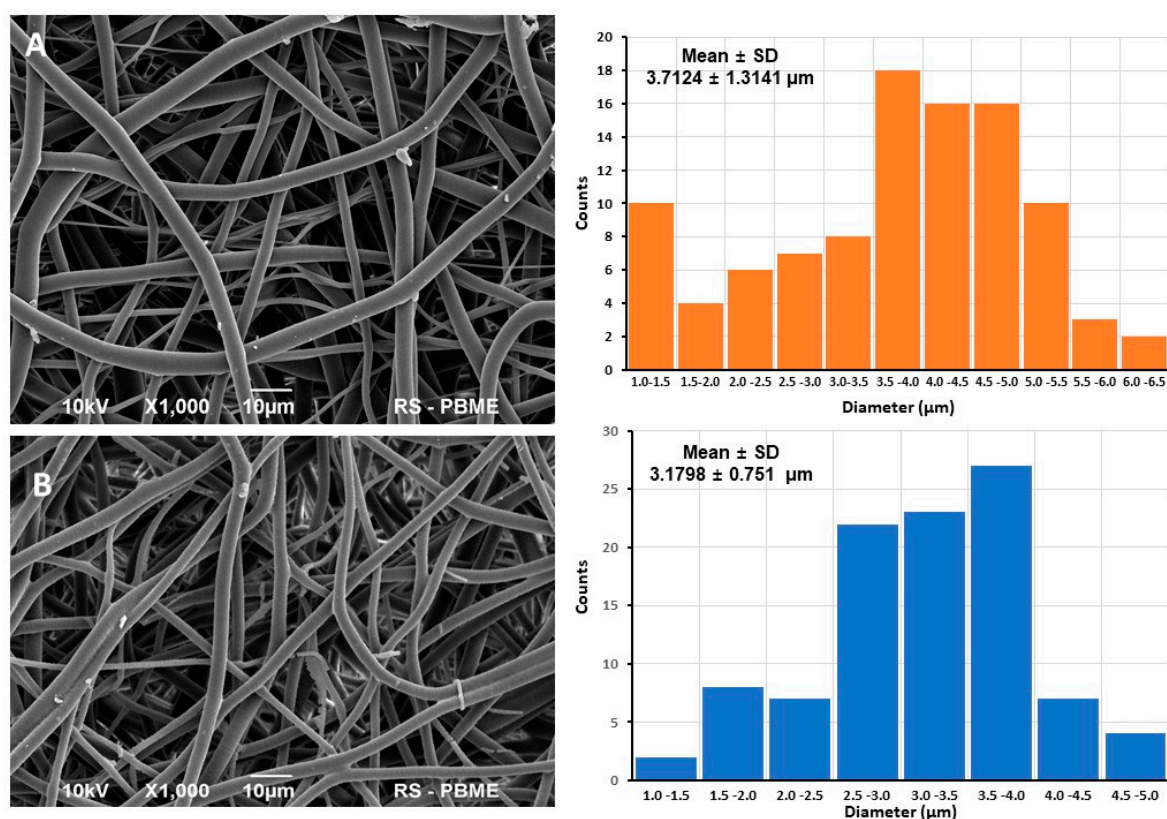 A
10kV X1,000 10µm RS - PBME
Mean ± SD
3.7124 ± 1.3141 µm
20
18
16
14
12
10
8
6
4
2
0
Counts
1.0-1.5 1.5-2.0 2.0 -2.5 2.5 -3.0 3.0-3.5 3.5 -4.0 4.0 -4.5 4.5 -5.0 5.0 -5.5 5.5 -6.0 6.0 -6.5
Diameter (µm)
B
10kV X1,000 10µm RS - PBME
Mean ± SD
3.1798 ± 0.751 µm
30
25
20
15
10
5
0
Counts
1.0 -1.5 1.5 -2.0 2.0 -2.5 2.5 -3.0 3.0 -3.5 3.5 -4.0 4.0 -4.5 4.5 -5.0
Diameter (µm)